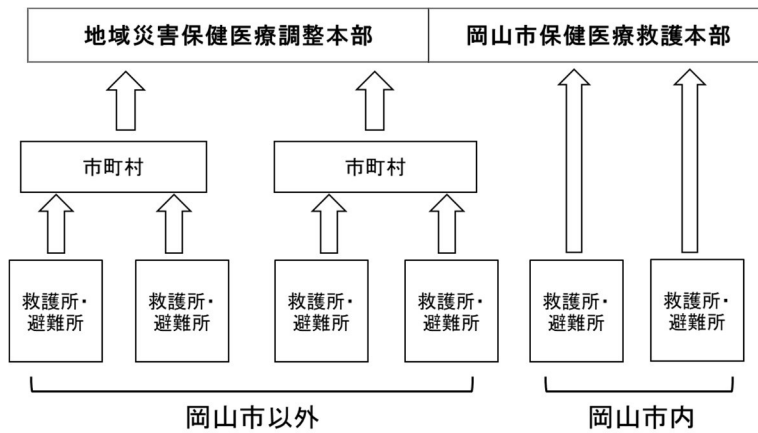 地域災害保健医療調整本部
岡山市保健医療救護本部
市町村
市町村
救護所・
避難所
救護所・
避難所
救護所・
避難所
救護所・
避難所
救護所・
避難所
救護所・
避難所
岡山市以外
岡山市内